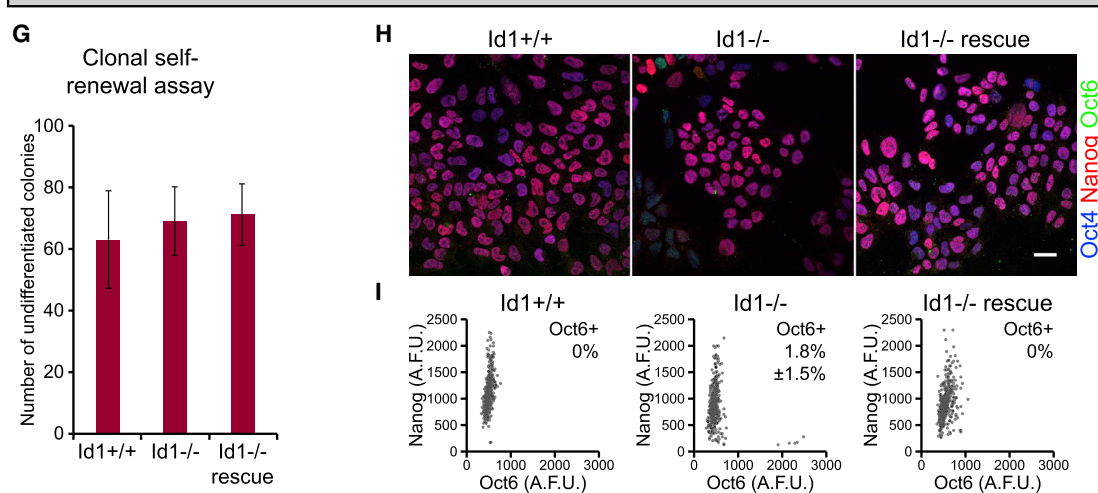 G
Clonal self-
renewal assay
Number of undifferentiated colonies
100
80
60
40
20
0
Id1+/+
Id1-/-
Id1-/-
rescue
H
Id1+/+
Id1-/-
Id1-/- rescue
Oct4 Nanog Oct6
I
Id1+/+
Oct6+
0%
Nanog (A.F.U.)
2500
2000
1500
1000
500
0
0
1000
2000
3000
Oct6 (A.F.U.)
Id1-/-
Oct6+
1.8%
±1.5%
Nanog (A.F.U.)
2500
2000
1500
1000
500
0
0
1000
2000
3000
Oct6 (A.F.U.)
Id1-/- rescue
Oct6+
0%
Nanog (A.F.U.)
2500
2000
1500
1000
500
0
0
1000
2000
3000
Oct6 (A.F.U.)